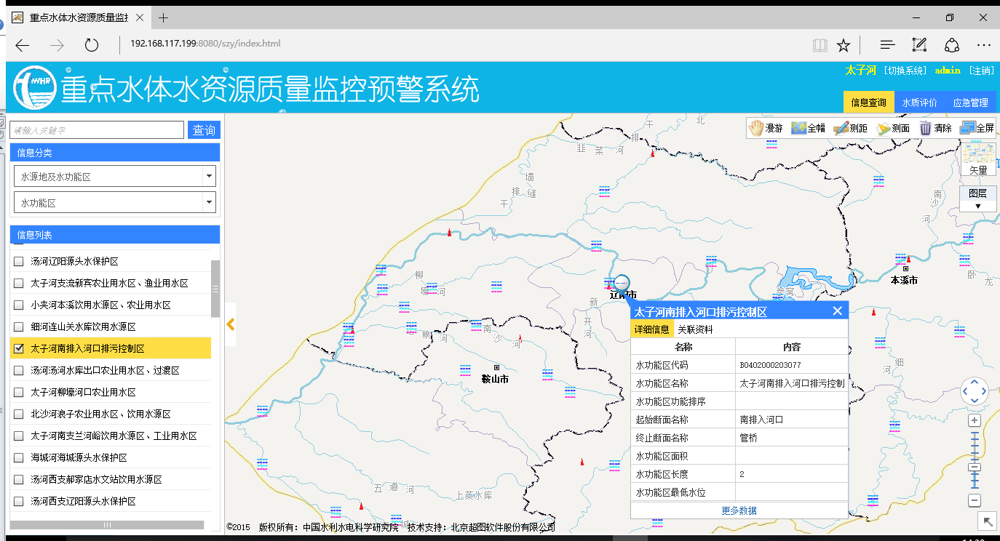 重点水体水资源质量监
192.168.117.199:8080/szy/index.html
IWHR
重点水体水资源质量监控预警系统
太子河 [切换系统] admin [注销]
信息查询 水质评价 应急管理
请输入关键字 查询
信息分类
水源地及水功能区
水功能区
信息列表
汤河辽阳源头水保护区
太子河支流新宾农业用水区、渔业用水区
小夹河本溪饮用水源区、农业用水区
细河连山关水库饮用水源区
太子河南排入河口排污控制区
汤河汤河水库出口农业用水区、过渡区
太子河柳壕河口农业用水区
北沙河浪子农业用水区、饮用水源区
太子河南支兰河峪饮用水源区、工业用水区
海城河海城源头水保护区
汤河西支郝家店水文站饮用水源区
汤河西支辽阳源头水保护区
漫游 全幅 测距 测面 清除 全屏
矢量
图层
干
排
北
韭菜河
墙
缝
排
干
南
沙
河
柳
壕
河
新
开
河
运粮河
南沙河
参窝
卧龙
细
河
五道河
上英水库
城
辽阳市
本溪市
鞍山市
太子河南排入河口排污控制区
详细信息 关联资料
名称 内容
水功能区代码 B0402000203077
水功能区名称 太子河南排入河口排污控制
水功能区功能排序
起始断面名称 南排入河口
终止断面名称 管桥
水功能区面积
水功能区长度 2
水功能区最低水位
更多数据
©2015 版权所有：中国水利水电科学研究院 技术支持：北京超图软件股份有限公司